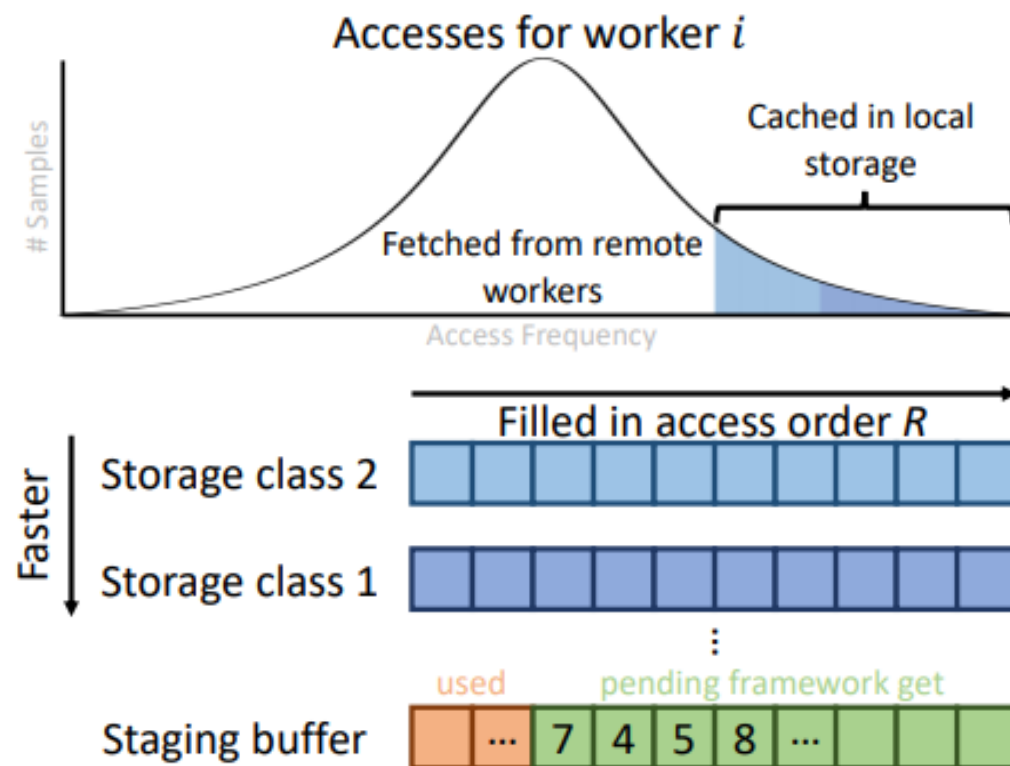 Accesses for worker i
# Samples
Cached in local
storage
Fetched from remote
workers
Access Frequency
Filled in access order R
Faster
Storage class 2
Storage class 1
...
used
pending framework get
Staging buffer
... 7 4 5 8 ...